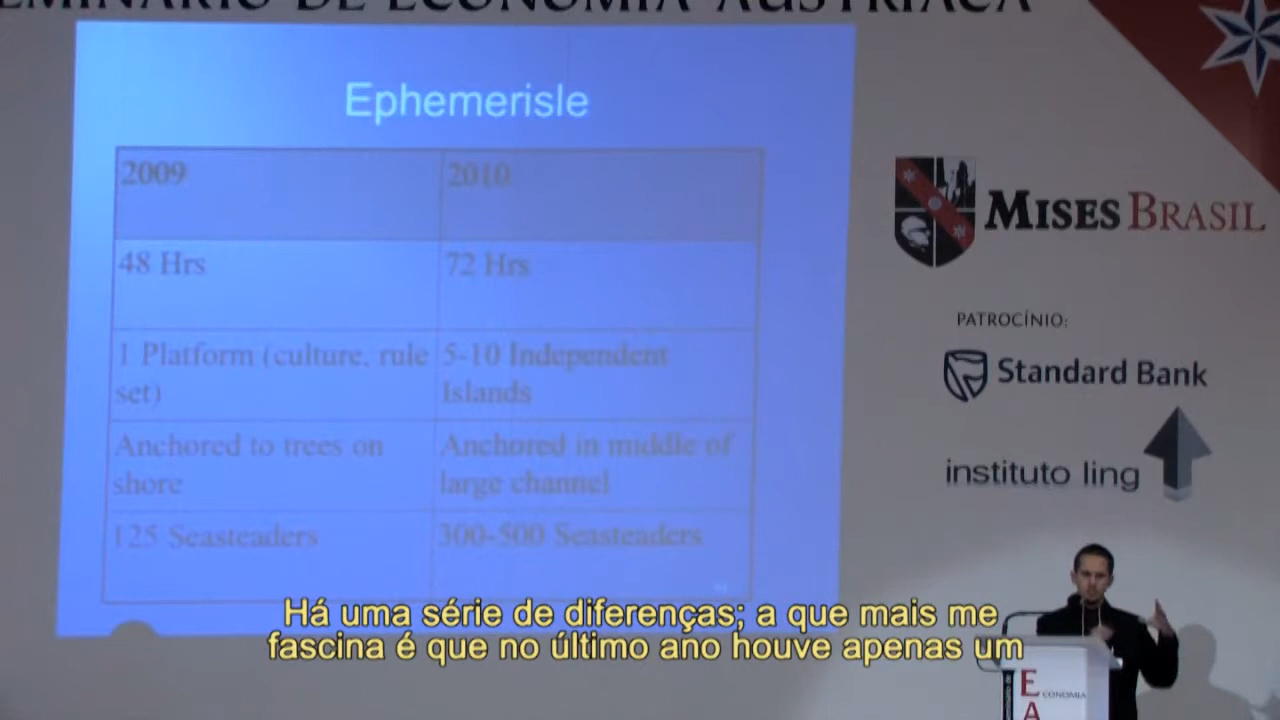 SEMINÁRIO DE ECONOMIA AUSTRÍACA
Ephemerisle
2009
2010
48 Hrs
72 Hrs
1 Platform (culture, rule
set)
5-10 Independent
Islands
Anchored to trees on
shore
Anchored in middle of
large channel
125 Seasteaders
300-500 Seasteaders
MISES BRASIL
PATROCÍNIO:
Standard Bank
instituto ling
Há uma série de diferenças; a que mais me
fascina é que no último ano houve apenas um
ECONOMIA
A